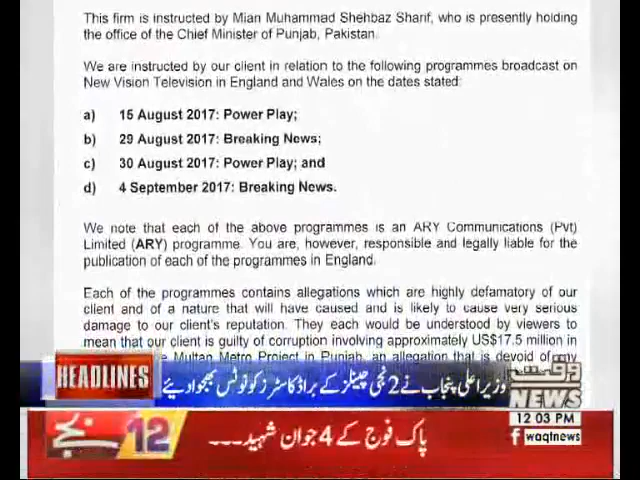 This firm is instructed by Mian Muhammad Shehbaz Sharif, who is presently holding
the office of the Chief Minister of Punjab, Pakistan.
We are instructed by our client in relation to the following programmes broadcast on
New Vision Television in England and Wales on the dates stated:
a) 15 August 2017: Power Play;
b) 29 August 2017: Breaking News;
c) 30 August 2017: Power Play; and
d) 4 September 2017: Breaking News.
We note that each of the above programmes is an ARY Communications (Pvt)
Limited (ARY) programme. You are, however, responsible and legally liable for the
publication of each of the programmes in England.
Each of the programmes contains allegations which are highly defamatory of our
client and of a nature that will have caused and is likely to cause very serious
damage to our client's reputation. They each would be understood by viewers to
mean that our client is guilty of corruption involving approximately US$17.5 million in
Multan Metro Project in Punjab, an allegation that is devoid of any
HEADLINES
وزیراعلی پنجاب نے 2 نجی چینلز کے براڈ کاسٹرز کو نوٹس بھجوا دیئے
وقت
NEWS
12:03 PM
waqtnews
12 بجے
پاک فوج کے 4 جوان شہید۔۔۔